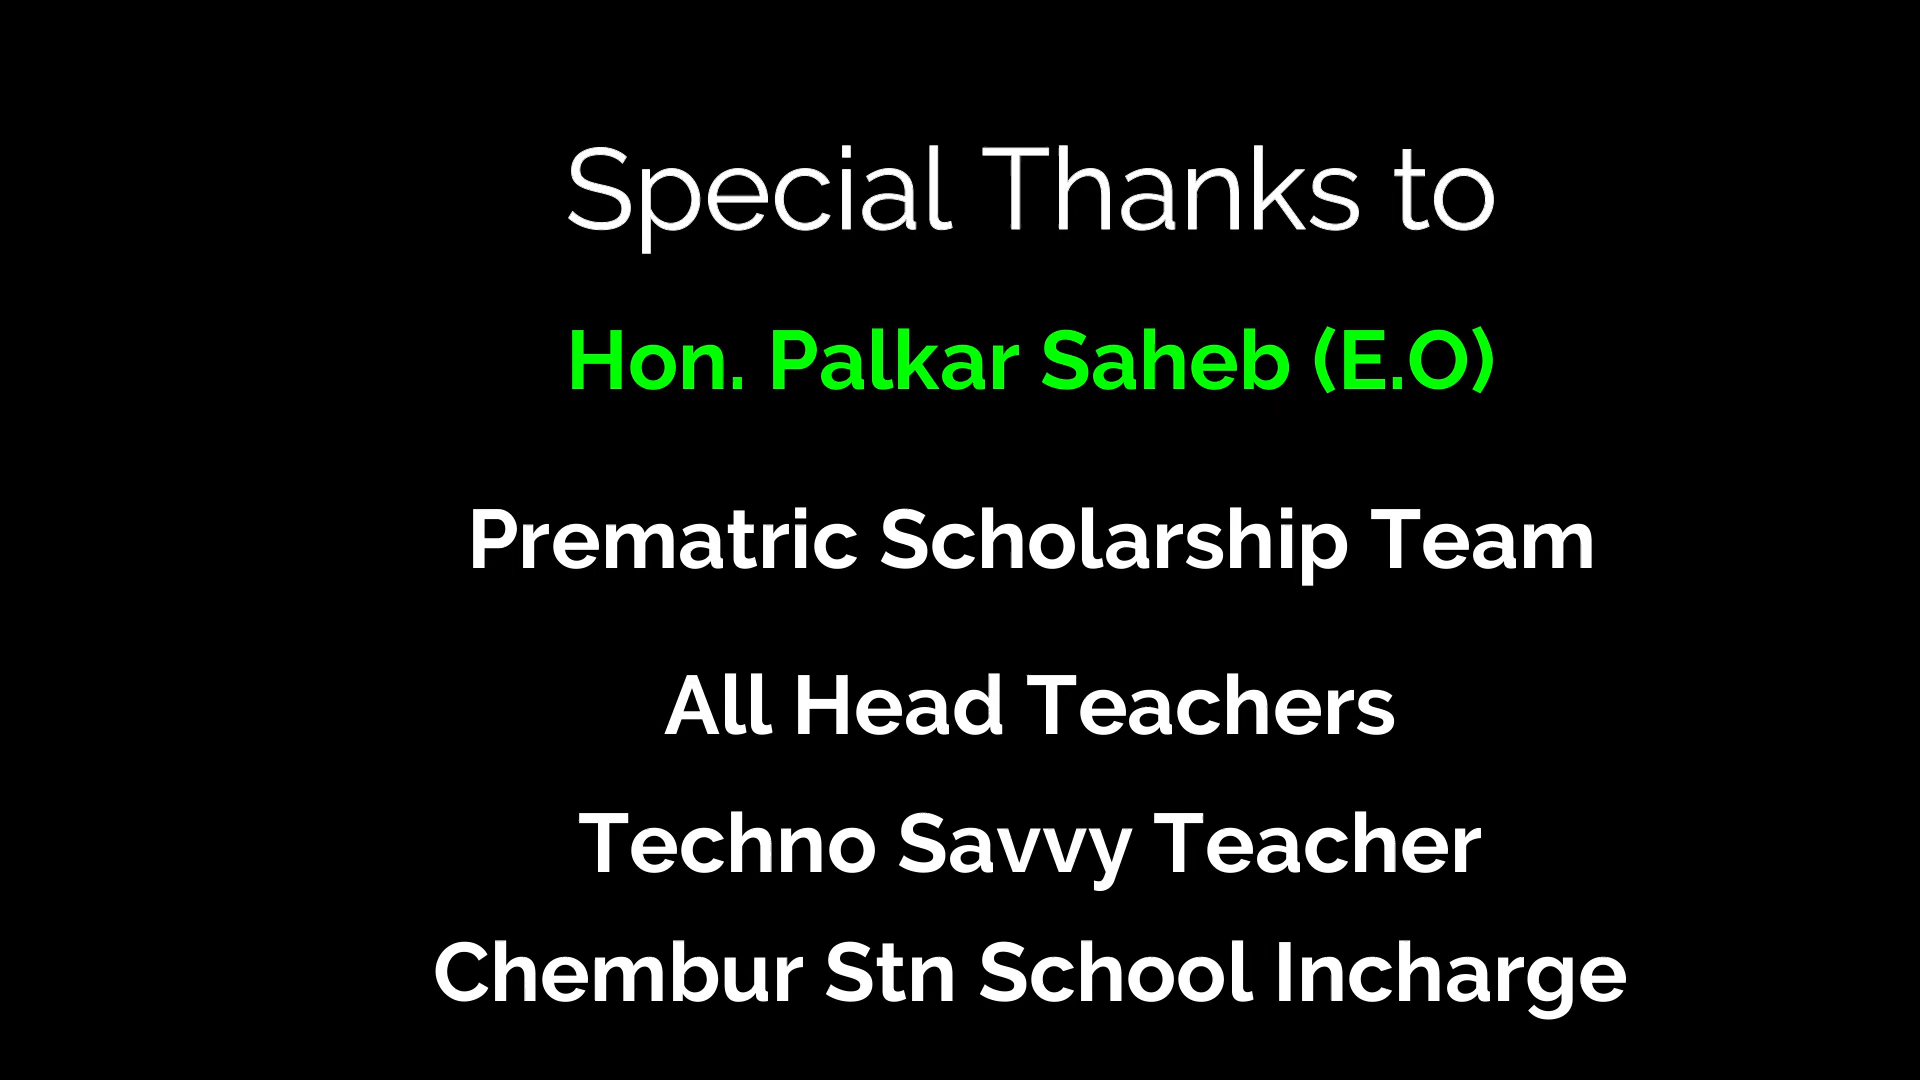 Special Thanks to
Hon. Palkar Saheb (E.O)
Prematric Scholarship Team
All Head Teachers
Techno Savvy Teacher
Chembur Stn School Incharge